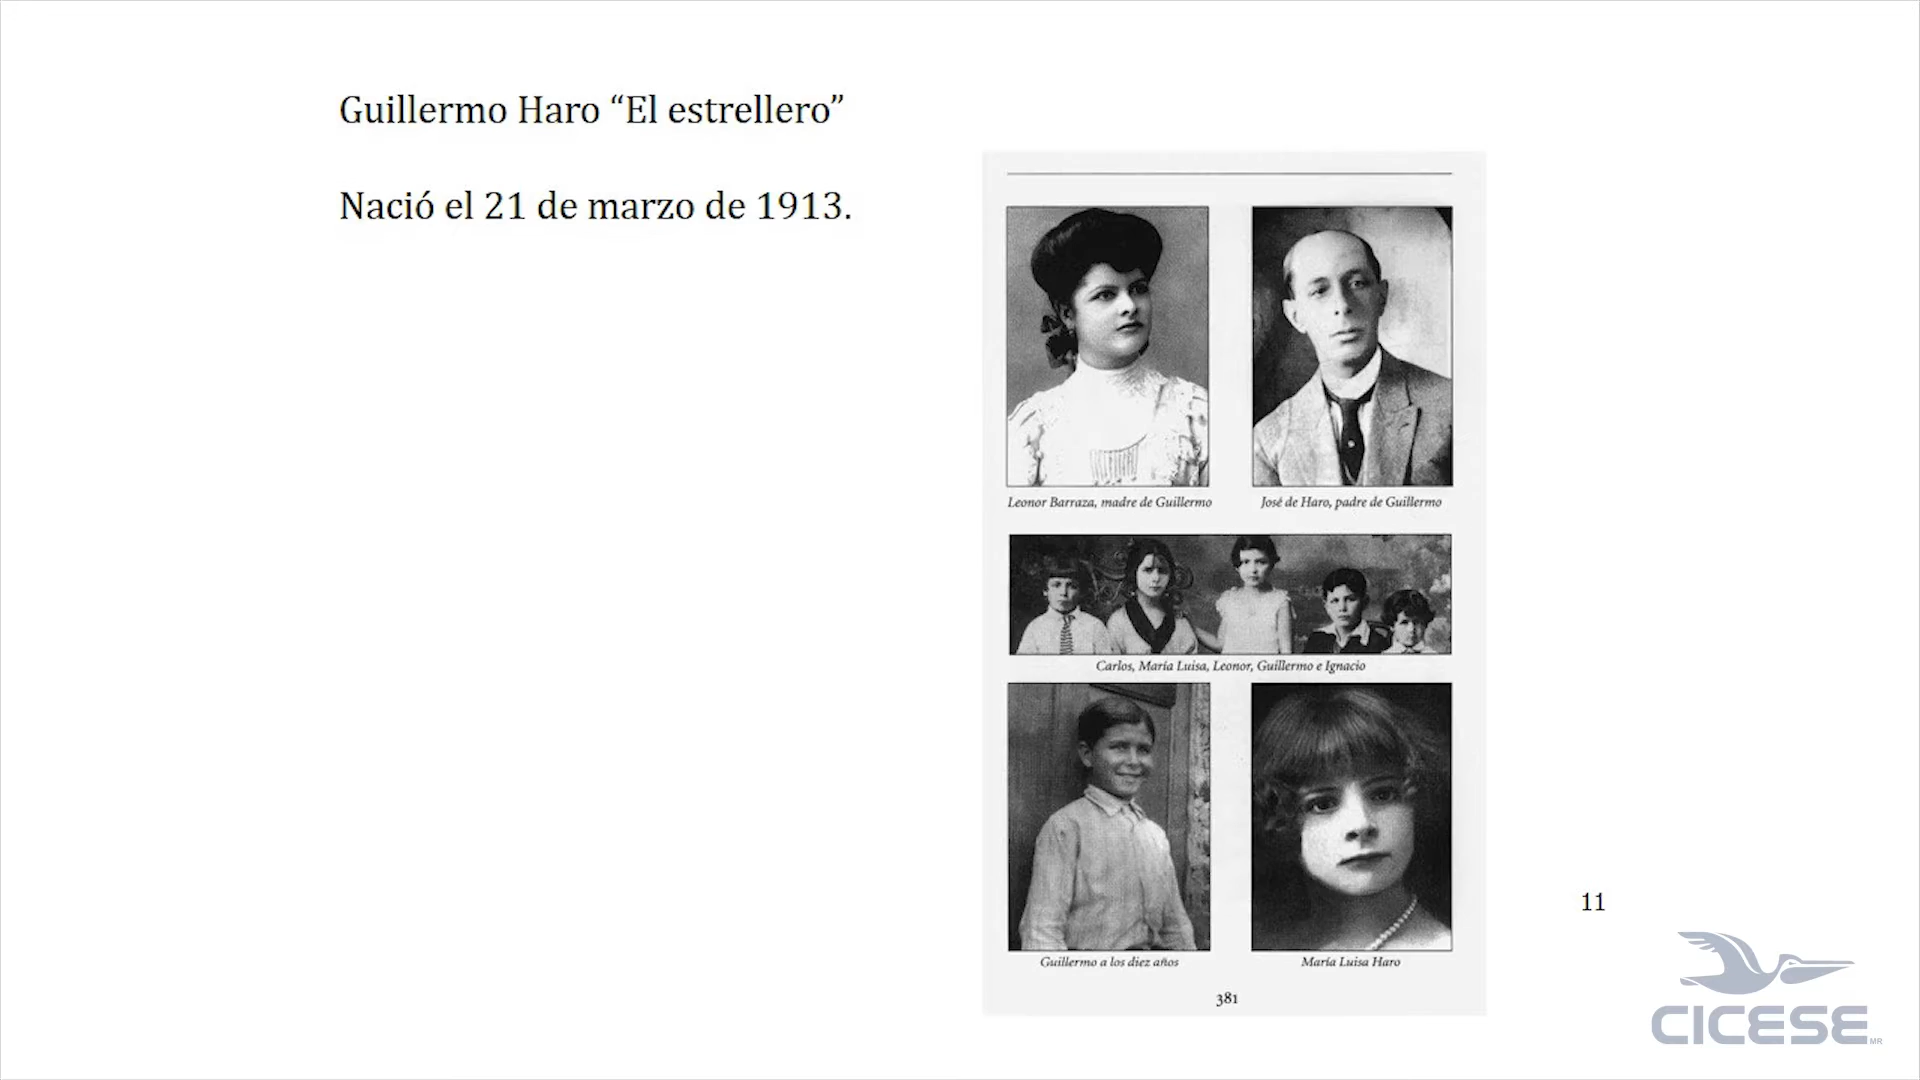 Guillermo Haro “El estrellero”
Nació el 21 de marzo de 1913.
Leonor Barraza, madre de Guillermo
José de Haro, padre de Guillermo
Carlos, María Luisa, Leonor, Guillermo e Ignacio
Guillermo a los diez años
María Luisa Haro
381
11
CICESE MR